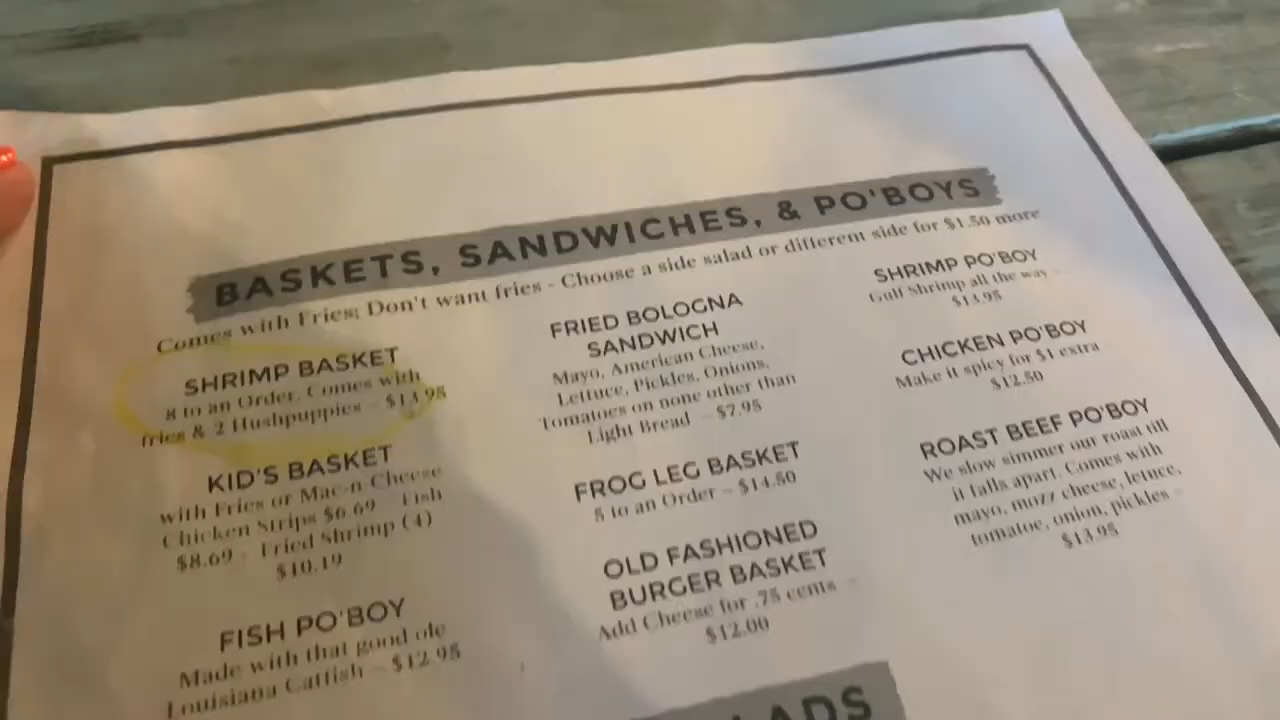 BASKETS, SANDWICHES, & PO'BOYS
Comes with Fries; Don't want fries - Choose a side salad or different side for $1.50 more
SHRIMP BASKET
8 to an Order. Comes with
fries & 2 Hushpuppies - $13.95
KID'S BASKET
with Fries or Mac-n-Cheese
Chicken Strips $6.69 - Fish
$8.69 - Fried Shrimp (4)
$10.19
FISH PO'BOY
Made with that good ole
Louisiana Catfish - $12.95
FRIED BOLOGNA
SANDWICH
Mayo, American Cheese,
Lettuce, Pickles, Onions,
Tomatoes on none other than
Light Bread - $7.95
FROG LEG BASKET
5 to an Order - $14.50
OLD FASHIONED
BURGER BASKET
Add Cheese for .75 cents -
$12.00
SHRIMP PO'BOY
Gulf Shrimp all the way -
$13.95
CHICKEN PO'BOY
Make it spicy for $1 extra -
$12.50
ROAST BEEF PO'BOY
We slow simmer our roast till
it falls apart. Comes with
mayo, mozz cheese, letuce,
tomatoe, onion, pickles -
$13.95